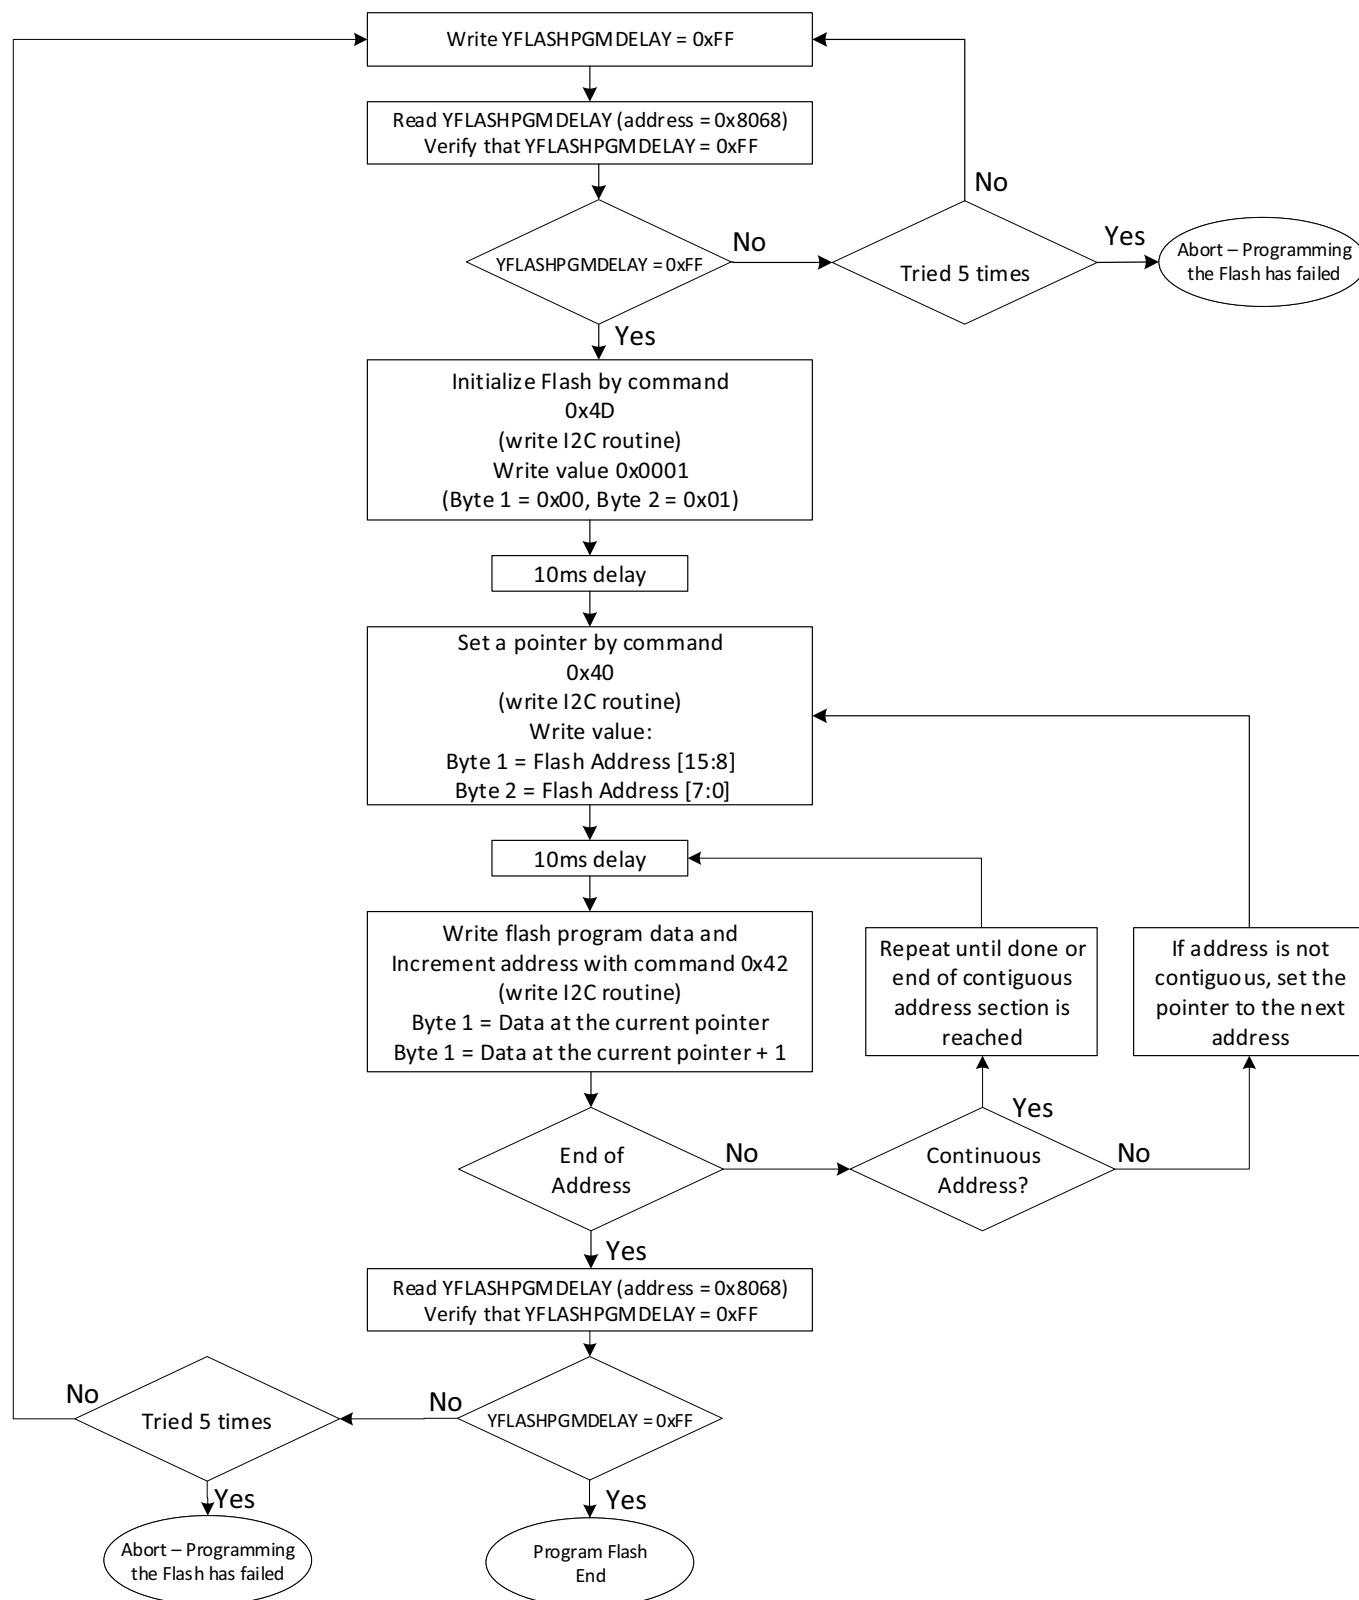 Write YFLASHPGMDELAY = 0xFF
Read YFLASHPGMDELAY (address = 0x8068)
Verify that YFLASHPGMDELAY = 0xFF
YFLASHPGMDELAY = 0xFF
No
Tried 5 times
No
Yes
Abort – Programming
the Flash has failed
Yes
Initialize Flash by command
0x4D
(write I2C routine)
Write value 0x0001
(Byte 1 = 0x00, Byte 2 = 0x01)
10ms delay
Set a pointer by command
0x40
(write I2C routine)
Write value:
Byte 1 = Flash Address [15:8]
Byte 2 = Flash Address [7:0]
10ms delay
Write flash program data and
Increment address with command 0x42
(write I2C routine)
Byte 1 = Data at the current pointer
Byte 1 = Data at the current pointer + 1
Repeat until done or
end of contiguous
address section is
reached
If address is not
contiguous, set the
pointer to the next
address
End of
Address
No
Continuous
Address?
Yes
No
Yes
Read YFLASHPGMDELAY (address = 0x8068)
Verify that YFLASHPGMDELAY = 0xFF
YFLASHPGMDELAY = 0xFF
No
Tried 5 times
No
Yes
Abort – Programming
the Flash has failed
Yes
Program Flash
End